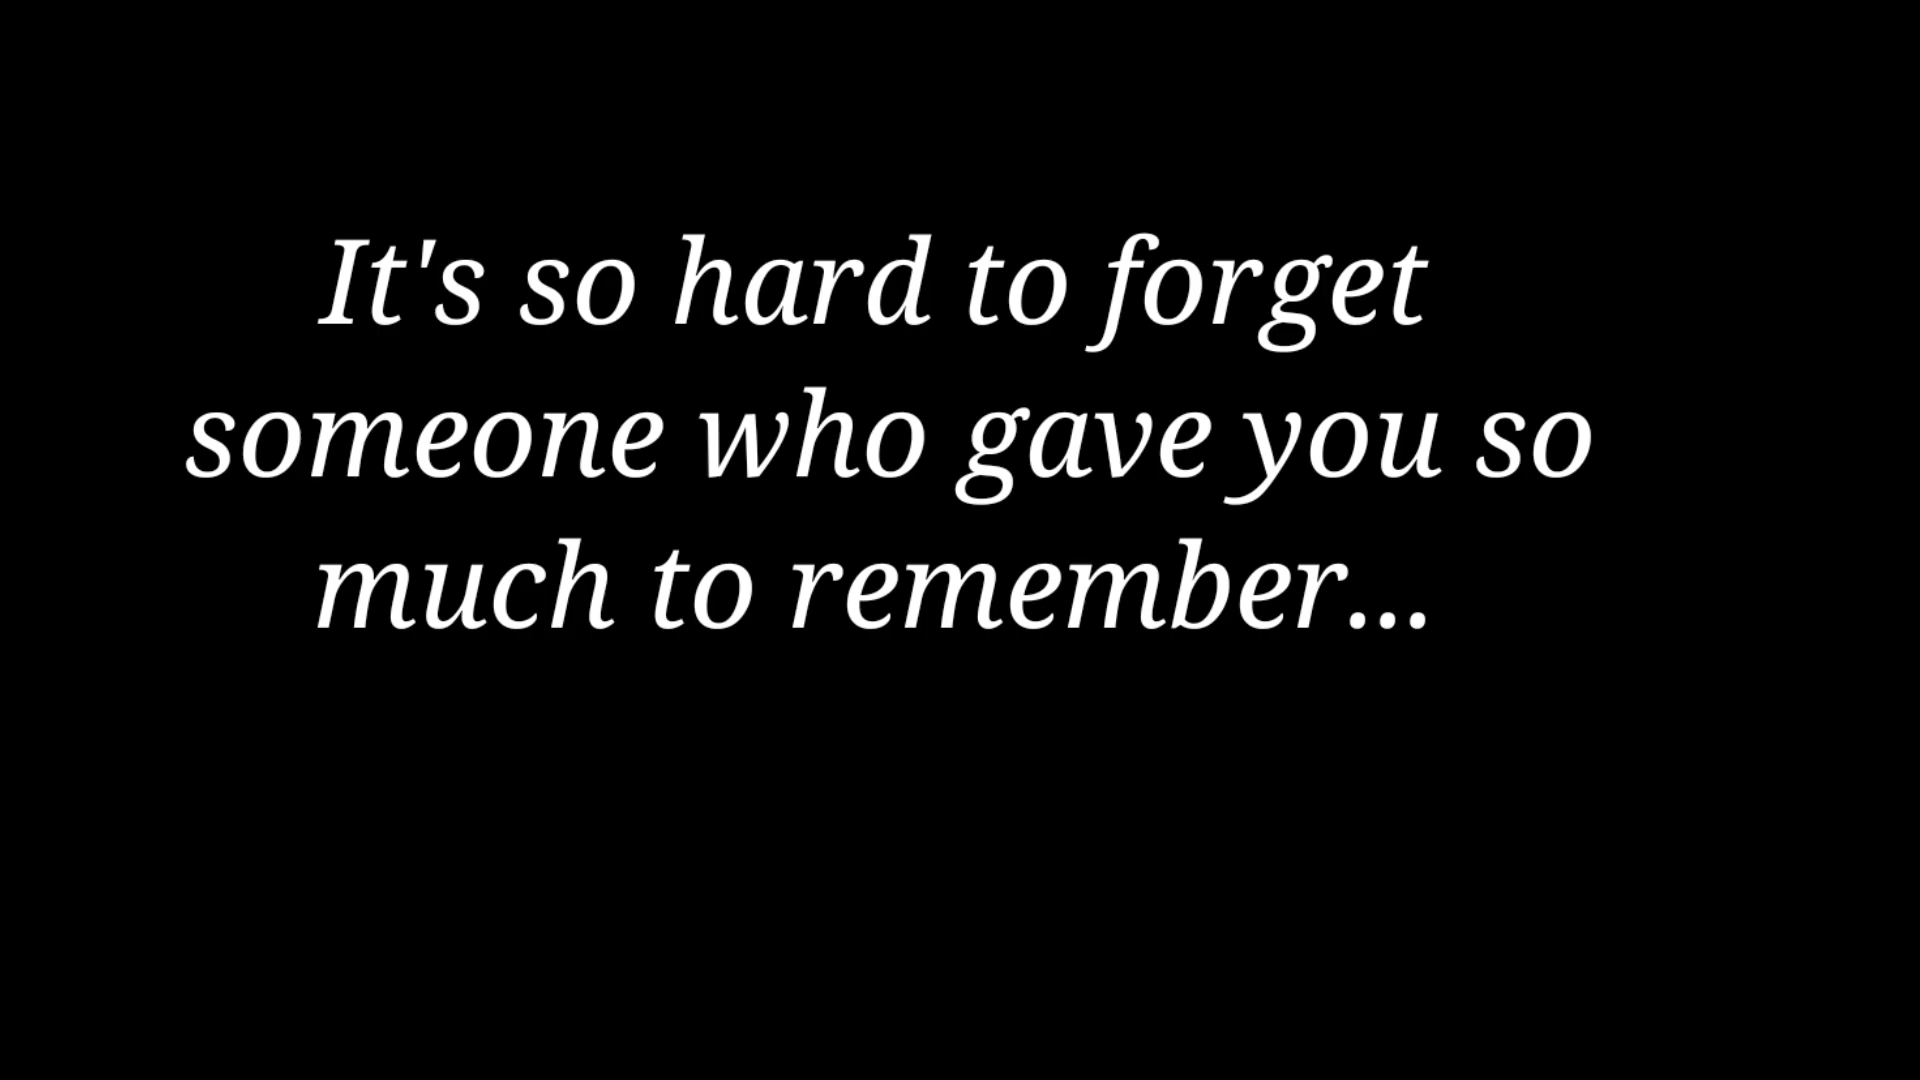 It's so hard to forget
someone who gave you so
much to remember...